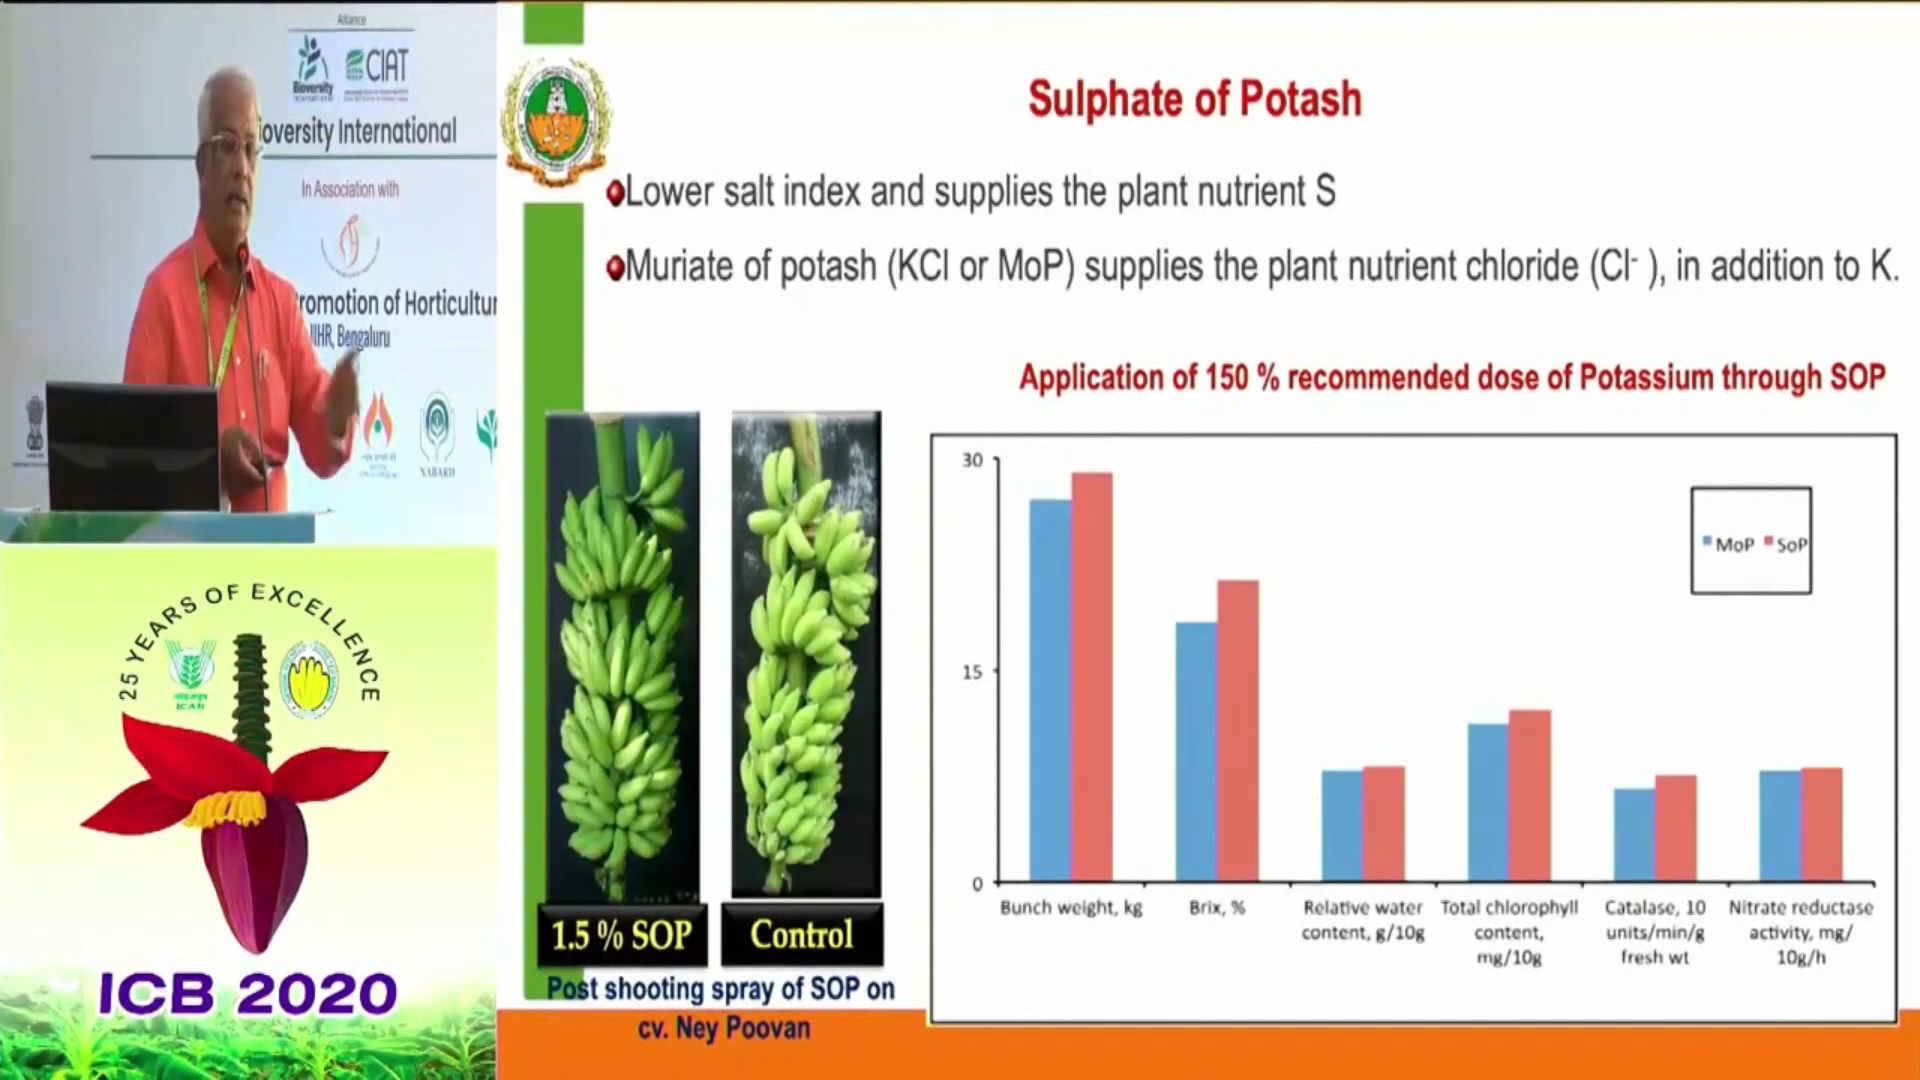 Alliance
Bioversity
International
CIAT
ioversity International
In Association with
romotion of Horticultur
IIHR, Bengaluru
NABARD
25 YEARS OF EXCELLENCE
ICAR
ICB 2020
Sulphate of Potash
Lower salt index and supplies the plant nutrient S
Muriate of potash (KCl or MoP) supplies the plant nutrient chloride (Cl- ), in addition to K.
Application of 150 % recommended dose of Potassium through SOP
1.5 % SOP
Control
Post shooting spray of SOP on
cv. Ney Poovan
30
15
0
MoP SoP
Bunch weight, kg
Brix, %
Relative water
content, g/10g
Total chlorophyll
content,
mg/10g
Catalase, 10
units/min/g
fresh wt
Nitrate reductase
activity, mg/
10g/h